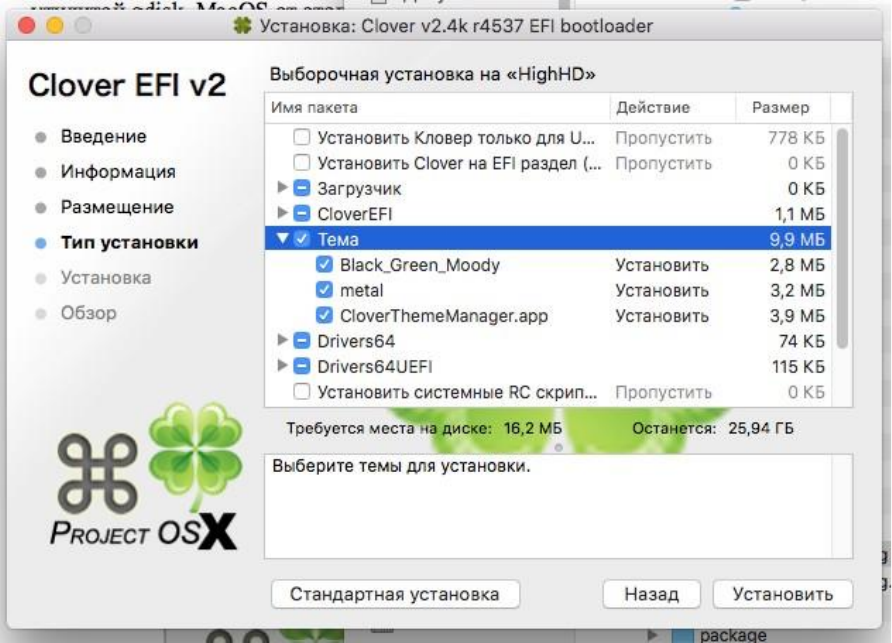 Установка: Clover v2.4k r4537 EFI bootloader
Clover EFI v2
Введение
Информация
Размещение
Тип установки
Установка
Обзор
PROJECT OSX
Выборочная установка на «HighHD»
Имя пакета Действие Размер
Установить Кловер только для U... Пропустить 778 КБ
Установить Clover на EFI раздел (... Пропустить 0 КБ
Загрузчик 0 КБ
CloverEFI 1,1 МБ
Тема 9,9 МБ
Black_Green_Moody Установить 2,8 МБ
metal Установить 3,2 МБ
CloverThemeManager.app Установить 3,9 МБ
Drivers64 74 КБ
Drivers64UEFI 115 КБ
Установить системные RC скрип... Пропустить 0 КБ
Требуется места на диске: 16,2 МБ Останется: 25,94 ГБ
Выберите темы для установки.
Стандартная установка Назад Установить
package